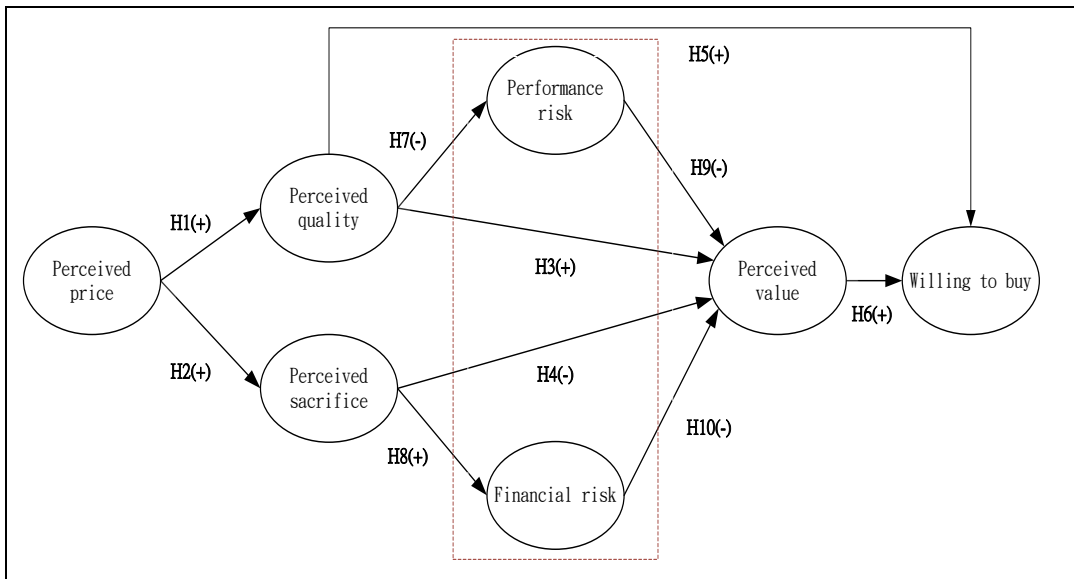 H5(+)
Performance
risk
H7(-)
H9(-)
Perceived
quality
H1(+)
Perceived
price
H3(+)
Perceived
value
Willing to buy
H6(+)
H2(+)
Perceived
sacrifice
H4(-)
H8(+)
H10(-)
Financial risk